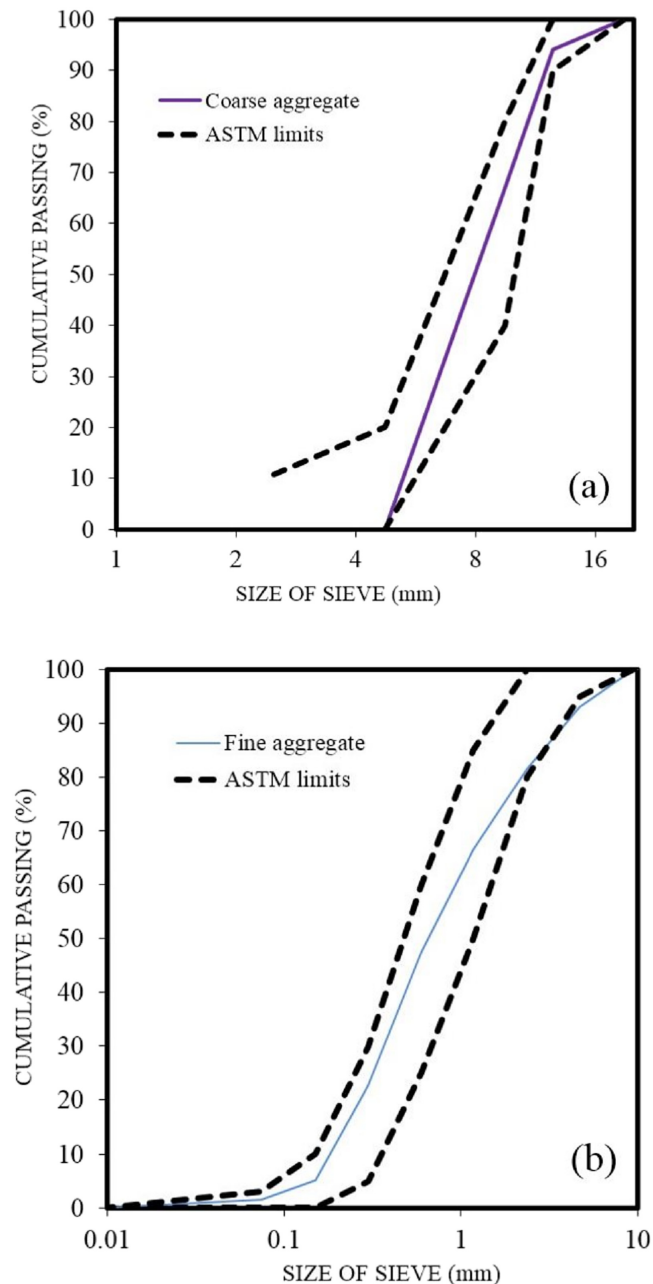 100
90
80
70
60
50
40
30
20
10
0
CUMULATIVE PASSING (%)
Coarse aggregate
ASTM limits
(a)
1 2 4 8 16
SIZE OF SIEVE (mm)
100
90
80
70
60
50
40
30
20
10
0
CUMULATIVE PASSING (%)
Fine aggregate
ASTM limits
(b)
0.01 0.1 1 10
SIZE OF SIEVE (mm)